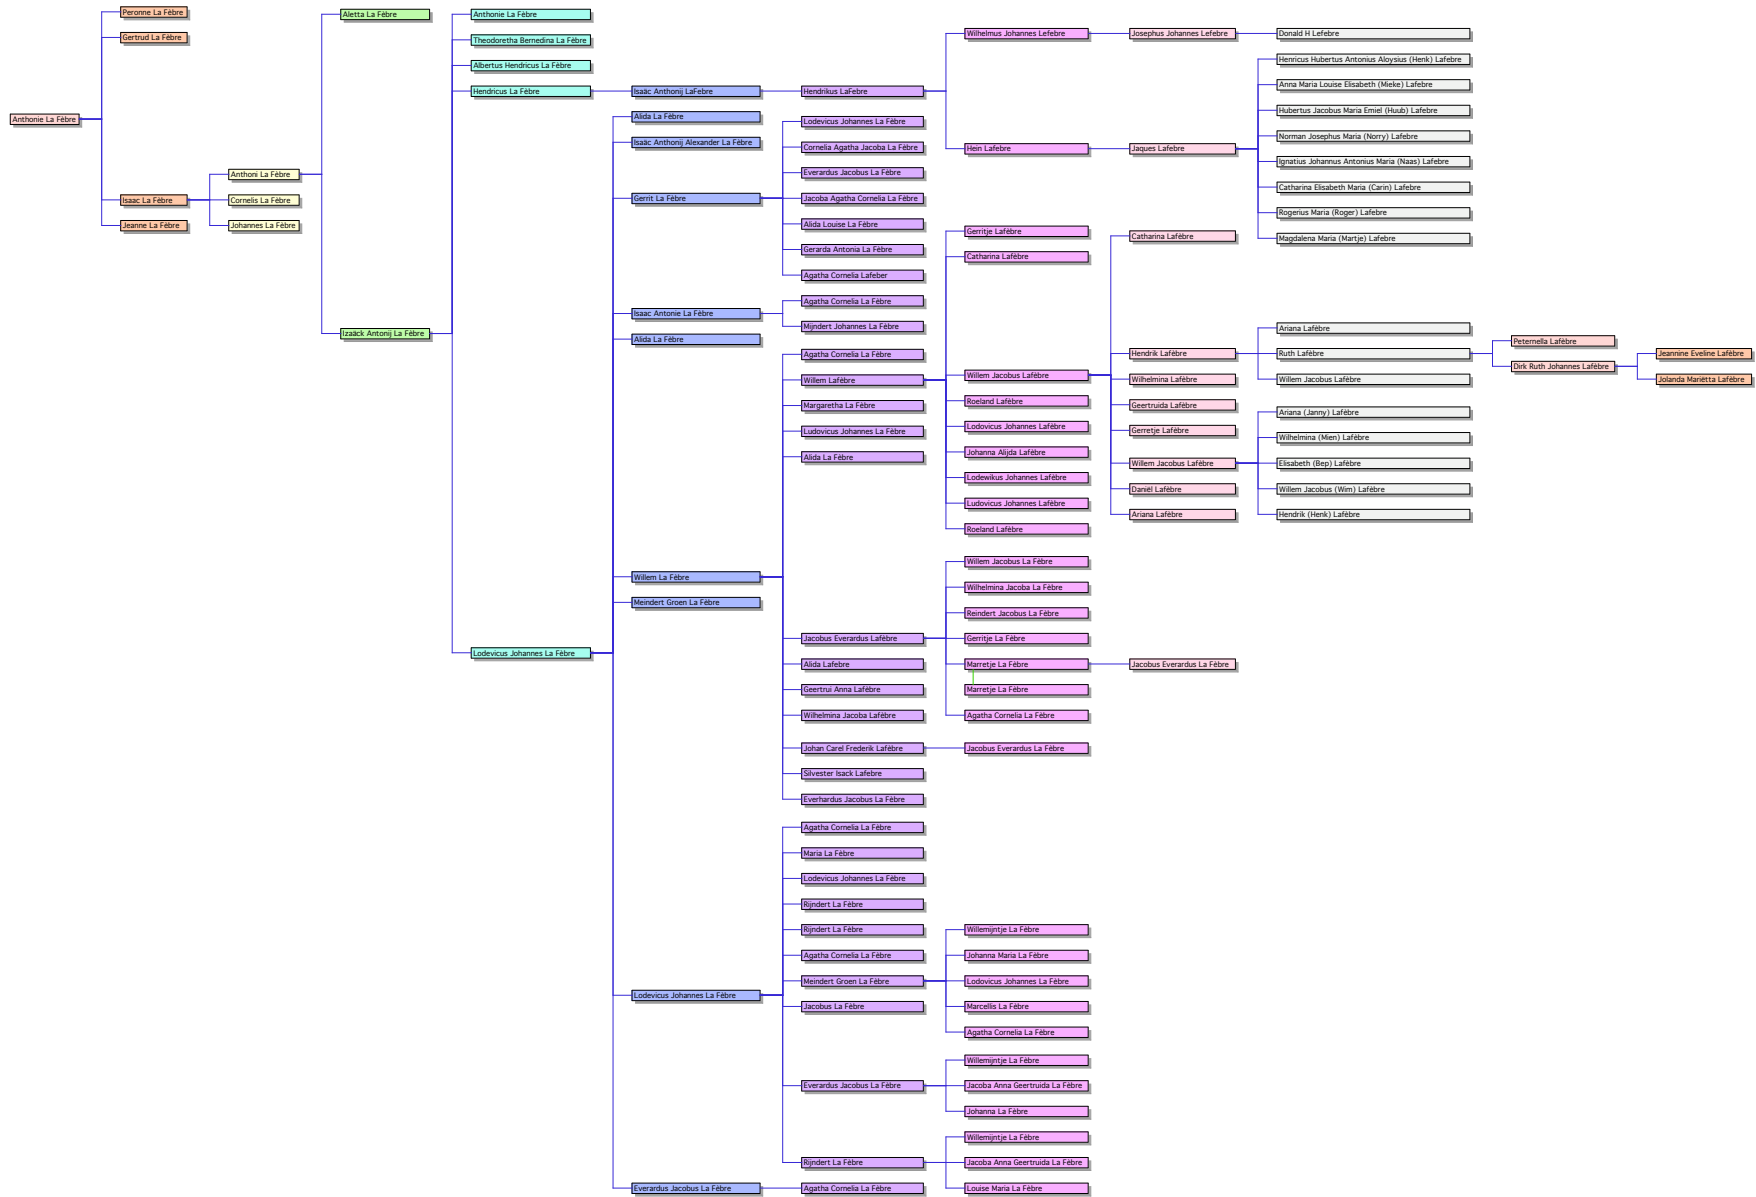 Anthonie La Fèbre
Peronne La Fèbre
Gertrud La Fèbre
Isaac La Fèbre
Jeanne La Fèbre
Anthoni La Fèbre
Cornelis La Fèbre
Johannes La Fèbre
Aletta La Fèbre
Izaäck Antonij La Fèbre
Anthonie La Fèbre
Theodoretha Bernedina La Fèbre
Albertus Hendricus La Fèbre
Hendricus La Fèbre
Lodevicus Johannes La Fèbre
Isaäc Anthonij LaFebre
Alida La Fèbre
Isaäc Anthonij Alexander La Fèbre
Gerrit La Fèbre
Isaac Antonie La Fèbre
Alida La Fèbre
Willem La Fèbre
Meindert Groen La Fèbre
Lodevicus Johannes La Fèbre
Everardus Jacobus La Fèbre
Hendrikus LaFebre
Lodevicus Johannes La Fèbre
Cornelia Agatha Jacoba La Fèbre
Everardus Jacobus La Fèbre
Jacoba Agatha Cornelia La Fèbre
Alida Louise La Fèbre
Gerarda Antonia La Fèbre
Agatha Cornelia Lafeber
Agatha Cornelia La Fèbre
Mijndert Johannes La Fèbre
Agatha Cornelia La Fèbre
Willem Lafèbre
Margaretha La Fèbre
Ludovicus Johannes La Fèbre
Alida La Fèbre
Jacobus Everardus Lafèbre
Alida Lafebre
Geertrui Anna Lafèbre
Wilhelmina Jacoba Lafèbre
Johan Carel Frederik Lafèbre
Silvester Isack Lafebre
Everhardus Jacobus La Fèbre
Agatha Cornelia La Fèbre
Maria La Fèbre
Lodevicus Johannes La Fèbre
Rijndert La Fèbre
Rijndert La Fèbre
Agatha Cornelia La Fèbre
Meindert Groen La Fèbre
Jacobus La Fèbre
Everardus Jacobus La Fèbre
Rijndert La Fèbre
Agatha Cornelia La Fèbre
Wilhelmus Johannes Lefebre
Hein Lafebre
Gerritje Lafèbre
Catharina Lafèbre
Willem Jacobus Lafèbre
Roeland Lafèbre
Lodovicus Johannes Lafèbre
Johanna Alijda Lafèbre
Lodewikus Johannes Lafèbre
Ludovicus Johannes Lafèbre
Roeland Lafèbre
Willem Jacobus La Fèbre
Wilhelmina Jacoba La Fèbre
Reindert Jacobus La Fèbre
Gerritje La Fèbre
Marretje La Fèbre
Marretje La Fèbre
Agatha Cornelia La Fèbre
Jacobus Everardus La Fèbre
Willemijntje La Fèbre
Johanna Maria La Fèbre
Lodovicus Johannes La Fèbre
Marcellis La Fèbre
Agatha Cornelia La Fèbre
Willemijntje La Fèbre
Jacoba Anna Geertruida La Fèbre
Johanna La Fèbre
Willemijntje La Fèbre
Jacoba Anna Geertruida La Fèbre
Louise Maria La Fèbre
Josephus Johannes Lefebre
Jaques Lafebre
Catharina Lafèbre
Hendrik Lafèbre
Wilhelmina Lafèbre
Geertruida Lafèbre
Gerretje Lafèbre
Willem Jacobus Lafèbre
Daniël Lafèbre
Ariana Lafèbre
Jacobus Everardus La Fèbre
Donald H Lefebre
Henricus Hubertus Antonius Aloysius (Henk) Lafebre
Anna Maria Louise Elisabeth (Mieke) Lafebre
Hubertus Jacobus Maria Emiel (Huub) Lafebre
Norman Josephus Maria (Norry) Lafebre
Ignatius Johannus Antonius Maria (Naas) Lafebre
Catharina Elisabeth Maria (Carin) Lafebre
Rogerius Maria (Roger) Lafebre
Magdalena Maria (Martje) Lafebre
Ariana Lafèbre
Ruth Lafèbre
Willem Jacobus Lafèbre
Ariana (Janny) Lafèbre
Wilhelmina (Mien) Lafèbre
Elisabeth (Bep) Lafèbre
Willem Jacobus (Wim) Lafèbre
Hendrik (Henk) Lafèbre
Peternella Lafèbre
Dirk Ruth Johannes Lafèbre
Jeannine Eveline Lafèbre
Jolanda Mariëtta Lafèbre